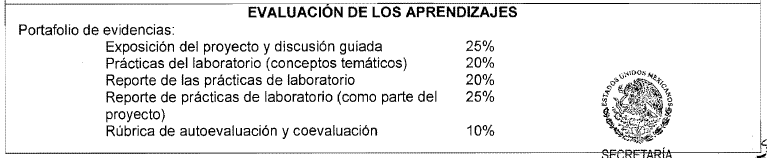 EVALUACIÓN DE LOS APRENDIZAJES
Portafolio de evidencias:
Exposición del proyecto y discusión guiada 25%
Prácticas del laboratorio (conceptos temáticos) 20%
Reporte de las prácticas de laboratorio 20%
Reporte de prácticas de laboratorio (como parte del 25%
proyecto)
Rúbrica de autoevaluación y coevaluación 10%
ESTADOS UNIDOS MEXICANOS
SECRETARÍA